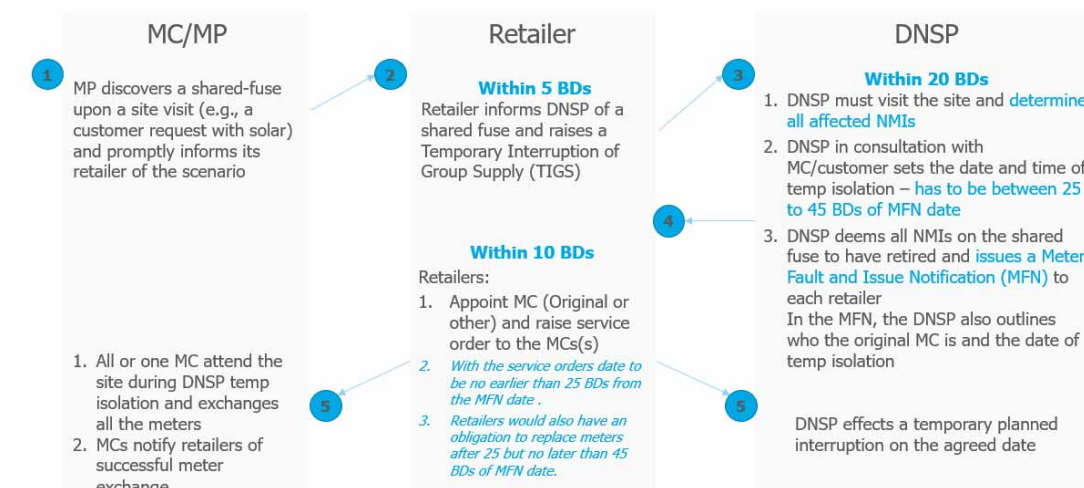 MC/MP
1
MP discovers a shared-fuse
upon a site visit (e.g., a
customer request with solar)
and promptly informs its
retailer of the scenario
1. All or one MC attend the
site during DNSP temp
isolation and exchanges
all the meters
2. MCs notify retailers of
successful meter
exchange
Retailer
2
Within 5 BDs
Retailer informs DNSP of a
shared fuse and raises a
Temporary Interruption of
Group Supply (TIGS)
4
Within 10 BDs
Retailers:
1. Appoint MC (Original or
other) and raise service
order to the MCs(s)
2. With the service orders date to
be no earlier than 25 BDs from
the MFN date .
3. Retailers would also have an
obligation to replace meters
after 25 but no later than 45
BDs of MFN date.
5
DNSP
3
Within 20 BDs
1. DNSP must visit the site and determine
all affected NMIs
2. DNSP in consultation with
MC/customer sets the date and time of
temp isolation – has to be between 25
to 45 BDs of MFN date
3. DNSP deems all NMIs on the shared
fuse to have retired and issues a Meter
Fault and Issue Notification (MFN) to
each retailer
In the MFN, the DNSP also outlines
who the original MC is and the date of
temp isolation
5
DNSP effects a temporary planned
interruption on the agreed date